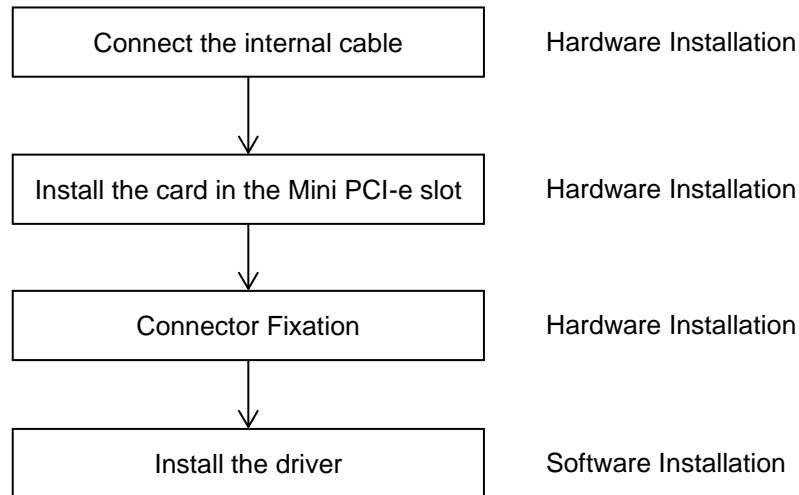 Connect the internal cable
Hardware Installation
Install the card in the Mini PCI-e slot
Hardware Installation
Connector Fixation
Hardware Installation
Install the driver
Software Installation